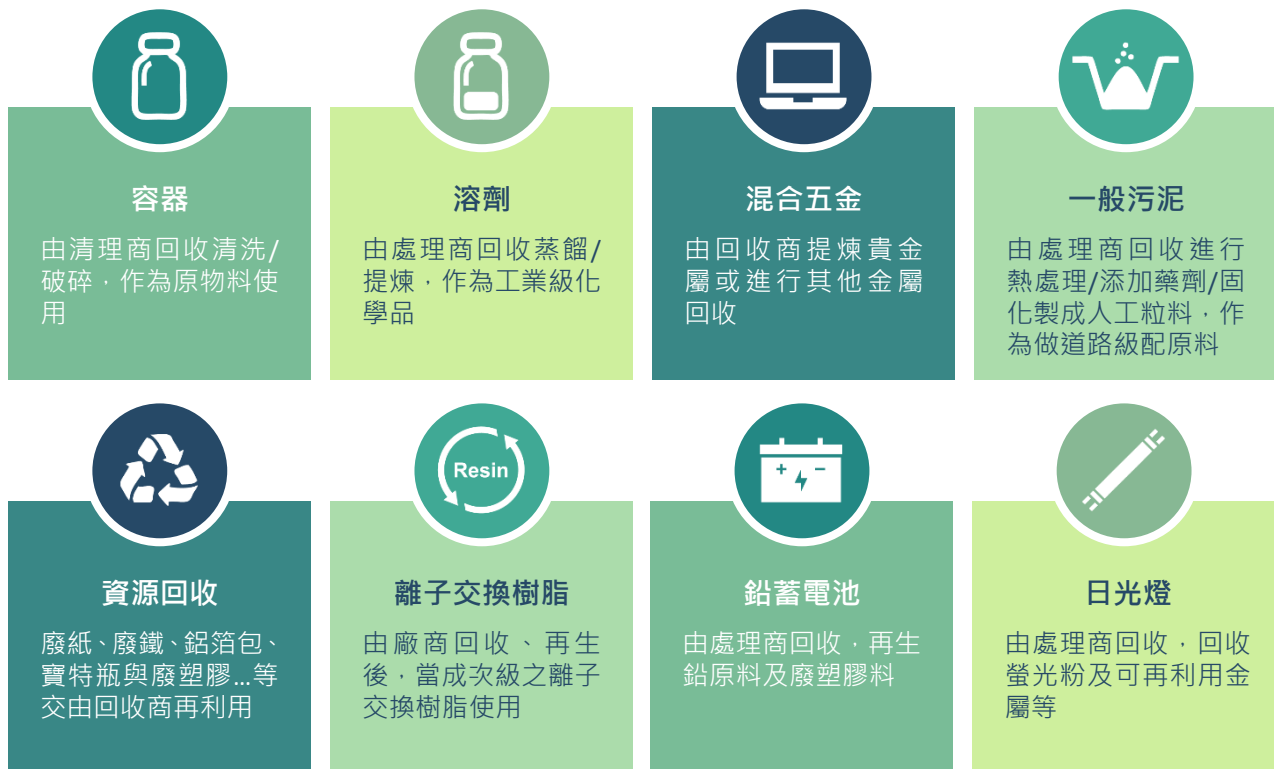 容器
由清理商回收清洗/
破碎，作為原物料使
用
溶劑
由處理商回收蒸餾/
提煉，作為工業級化
學品
混合五金
由回收商提煉貴金
屬或進行其他金屬
回收
一般污泥
由處理商回收進行
熱處理/添加藥劑/固
化製成人工粒料，作
為做道路級配原料
資源回收
廢紙、廢鐵、鋁箔包、
寶特瓶與廢塑膠...等
交由回收商再利用
Resin
離子交換樹脂
由廠商回收、再生
後，當成次級之離子
交換樹脂使用
+ -
鉛蓄電池
由處理商回收，再生
鉛原料及廢塑膠料
日光燈
由處理商回收，回收
螢光粉及可再利用金
屬等